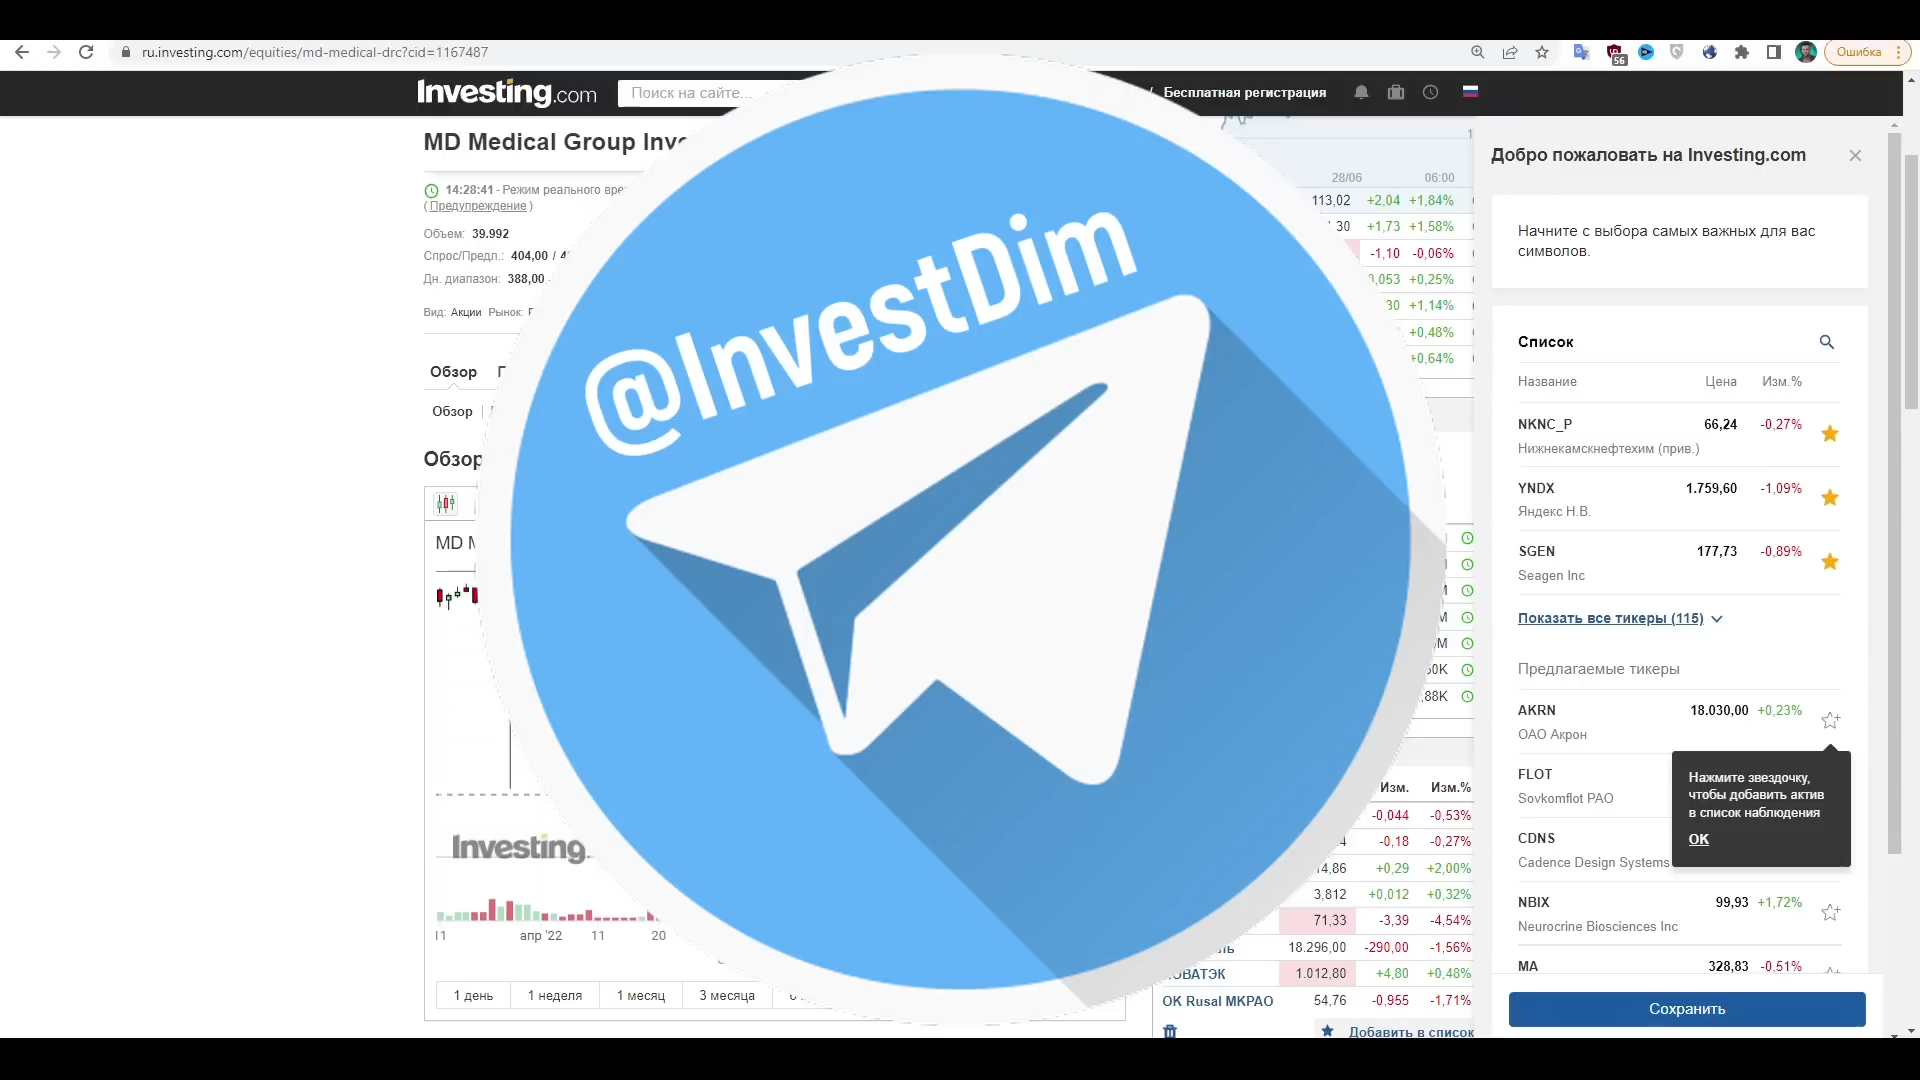 ru.investing.com/equities/md-medical-drc?cid=1167487
56
Ошибка
Investing.com
Поиск на сайте...
/ Бесплатная регистрация
MD Medical Group
14:28:41 - Режим реального
( Предупреждение )
Объем: 39.992
Спрос/Предл.: 404,00 /
Дн. диапазон: 388,00 -
Вид: Акции Рынок:
Обзор
Обзор
Обзор
MD
Investing.
11 апр '22 11 20
1 день
1 неделя
1 месяц
3 месяца
@InvestDim
28/06 06:00
113,02 +2,04 +1,84%
30 +1,73 +1,58%
-1,10 -0,06%
+0,25%
30 +1,14%
+0,48%
+0,64%
Изм. Изм.%
-0,044 -0,53%
-0,18 -0,27%
+0,29 +2,00%
3,812 +0,012 +0,32%
71,33 -3,39 -4,54%
18.296,00 -290,00 -1,56%
1.012,80 +4,80 +0,48%
OK Rusal MKPAO 54,76 -0,955 -1,71%
Добавить в список
Добро пожаловать на Investing.com
Начните с выбора самых важных для вас
символов.
Список
Название Цена Изм.%
NKNC_P 66,24 -0,27%
Нижнекамскнефтехим (прив.)
YNDX 1.759,60 -1,09%
Яндекс Н.В.
SGEN 177,73 -0,89%
Seagen Inc
Показать все тикеры (115)
Предлагаемые тикеры
AKRN 18.030,00 +0,23%
ОАО Акрон
FLOT
Sovkomflot PAO
CDNS
Cadence Design Systems
Нажмите звездочку,
чтобы добавить актив
в список наблюдения
OK
NBIX 99,93 +1,72%
Neurocrine Biosciences Inc
MA 328,83 -0,51%
Сохранить